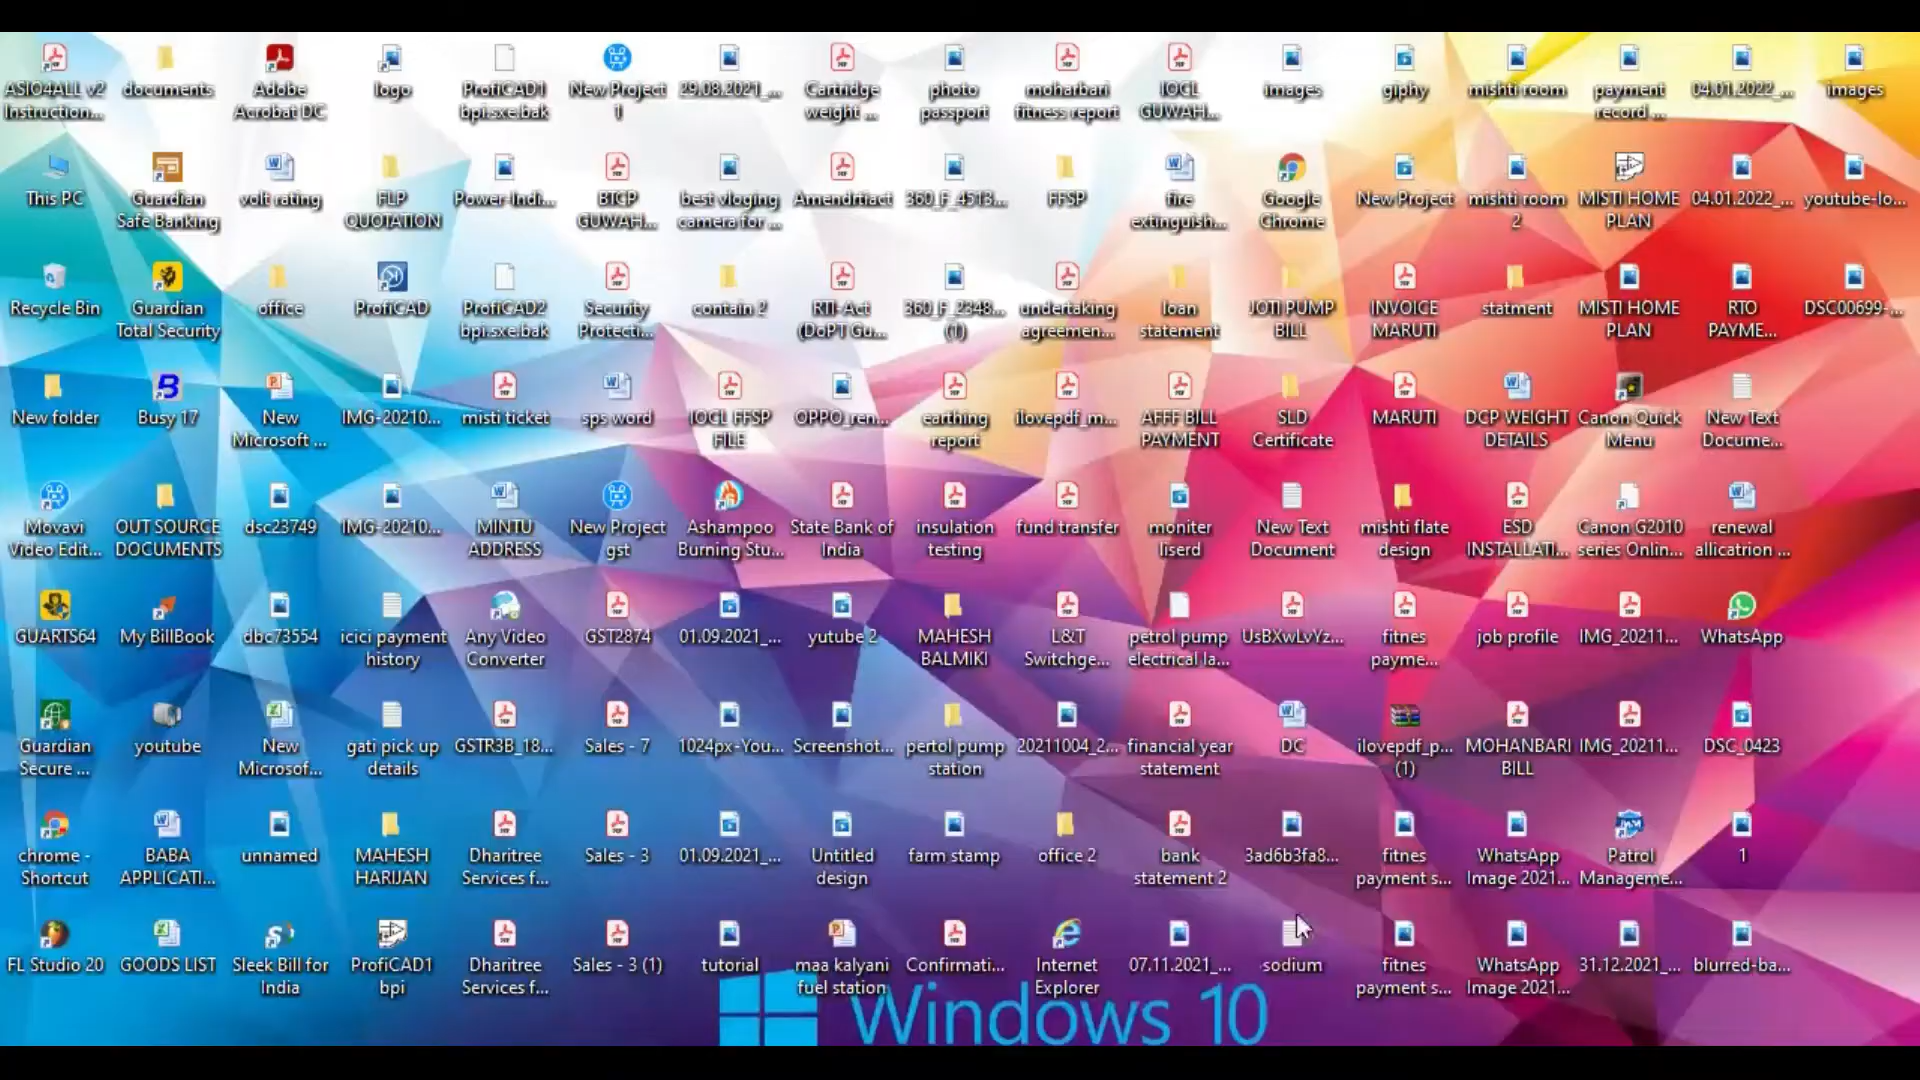 ASIO4ALL v2
Instruction...
documents
Adobe
Acrobat DC
logo
ProfiCAD1
bpi.sxe.bak
New Project
1
29.08.2021_...
Cartridge
weight ...
photo
passport
moharbari
fitness report
IOCL
GUWAH...
images
giphy
mishti room
payment
record ...
04.01.2022_...
images
This PC
Guardian
Safe Banking
volt rating
FLP
QUOTATION
Power-Indi...
BTCP
GUWAH...
best vloging
camera for ...
Amendrtiact
360_F_4513...
FFSP
fire
extinguish...
Google
Chrome
New Project
mishti room
2
MISTI HOME
PLAN
04.01.2022_...
youtube-lo...
Recycle Bin
Guardian
Total Security
office
ProfiCAD
ProfiCAD2
bpi.sxe.bak
Security
Protecti...
contain 2
RTI-Act
(DoPT Gu...
360_F_2348...
(1)
undertaking
agreemen...
loan
statement
JOTI PUMP
BILL
INVOICE
MARUTI
statment
MISTI HOME
PLAN
RTO
PAYME...
DSC00699-...
New folder
Busy 17
New
Microsoft ...
IMG-20210...
misti ticket
sps word
IOCL FFSP
FILE
OPPO_ren...
earthing
report
ilovepdf_m...
AFFF BILL
PAYMENT
SLD
Certificate
MARUTI
DCP WEIGHT
DETAILS
Canon Quick
Menu
New Text
Docume...
Movavi
Video Edit...
OUT SOURCE
DOCUMENTS
dsc23749
IMG-20210...
MINTU
ADDRESS
New Project
gst
Ashampoo
Burning Stu...
State Bank of
India
insulation
testing
fund transfer
moniter
liserd
New Text
Document
mishti flate
design
ESD
INSTALLATI...
Canon G2010
series Onlin...
renewal
allicatrion ...
GUARTS64
My BillBook
dbc73554
icici payment
history
Any Video
Converter
GST2874
01.09.2021_...
yutube 2
MAHESH
BALMIKI
L&T
Switchge...
petrol pump
electrical la...
UsBXwLvYz...
fitnes
payme...
job profile
IMG_20211...
WhatsApp
Guardian
Secure ...
youtube
New
Microsof...
gati pick up
details
GSTR3B_18...
Sales - 7
1024px-You...
Screenshot...
pertol pump
station
20211004_2...
financial year
statement
DC
ilovepdf_p...
(1)
MOHANBARI
BILL
IMG_20211...
DSC_0423
chrome -
Shortcut
BABA
APPLICATI...
unnamed
MAHESH
HARIJAN
Dharitree
Services f...
Sales - 3
01.09.2021_...
Untitled
design
farm stamp
office 2
bank
statement 2
3ad6b3fa8...
fitnes
payment s...
WhatsApp
Image 2021...
Patrol
Manageme...
1
FL Studio 20
GOODS LIST
Sleek Bill for
India
ProfiCAD1
bpi
Dharitree
Services f...
Sales - 3 (1)
tutorial
maa kalyani
fuel station
Confirmati...
Internet
Explorer
07.11.2021_...
sodium
fitnes
payment s...
WhatsApp
Image 2021...
31.12.2021_...
blurred-ba...
Windows 10